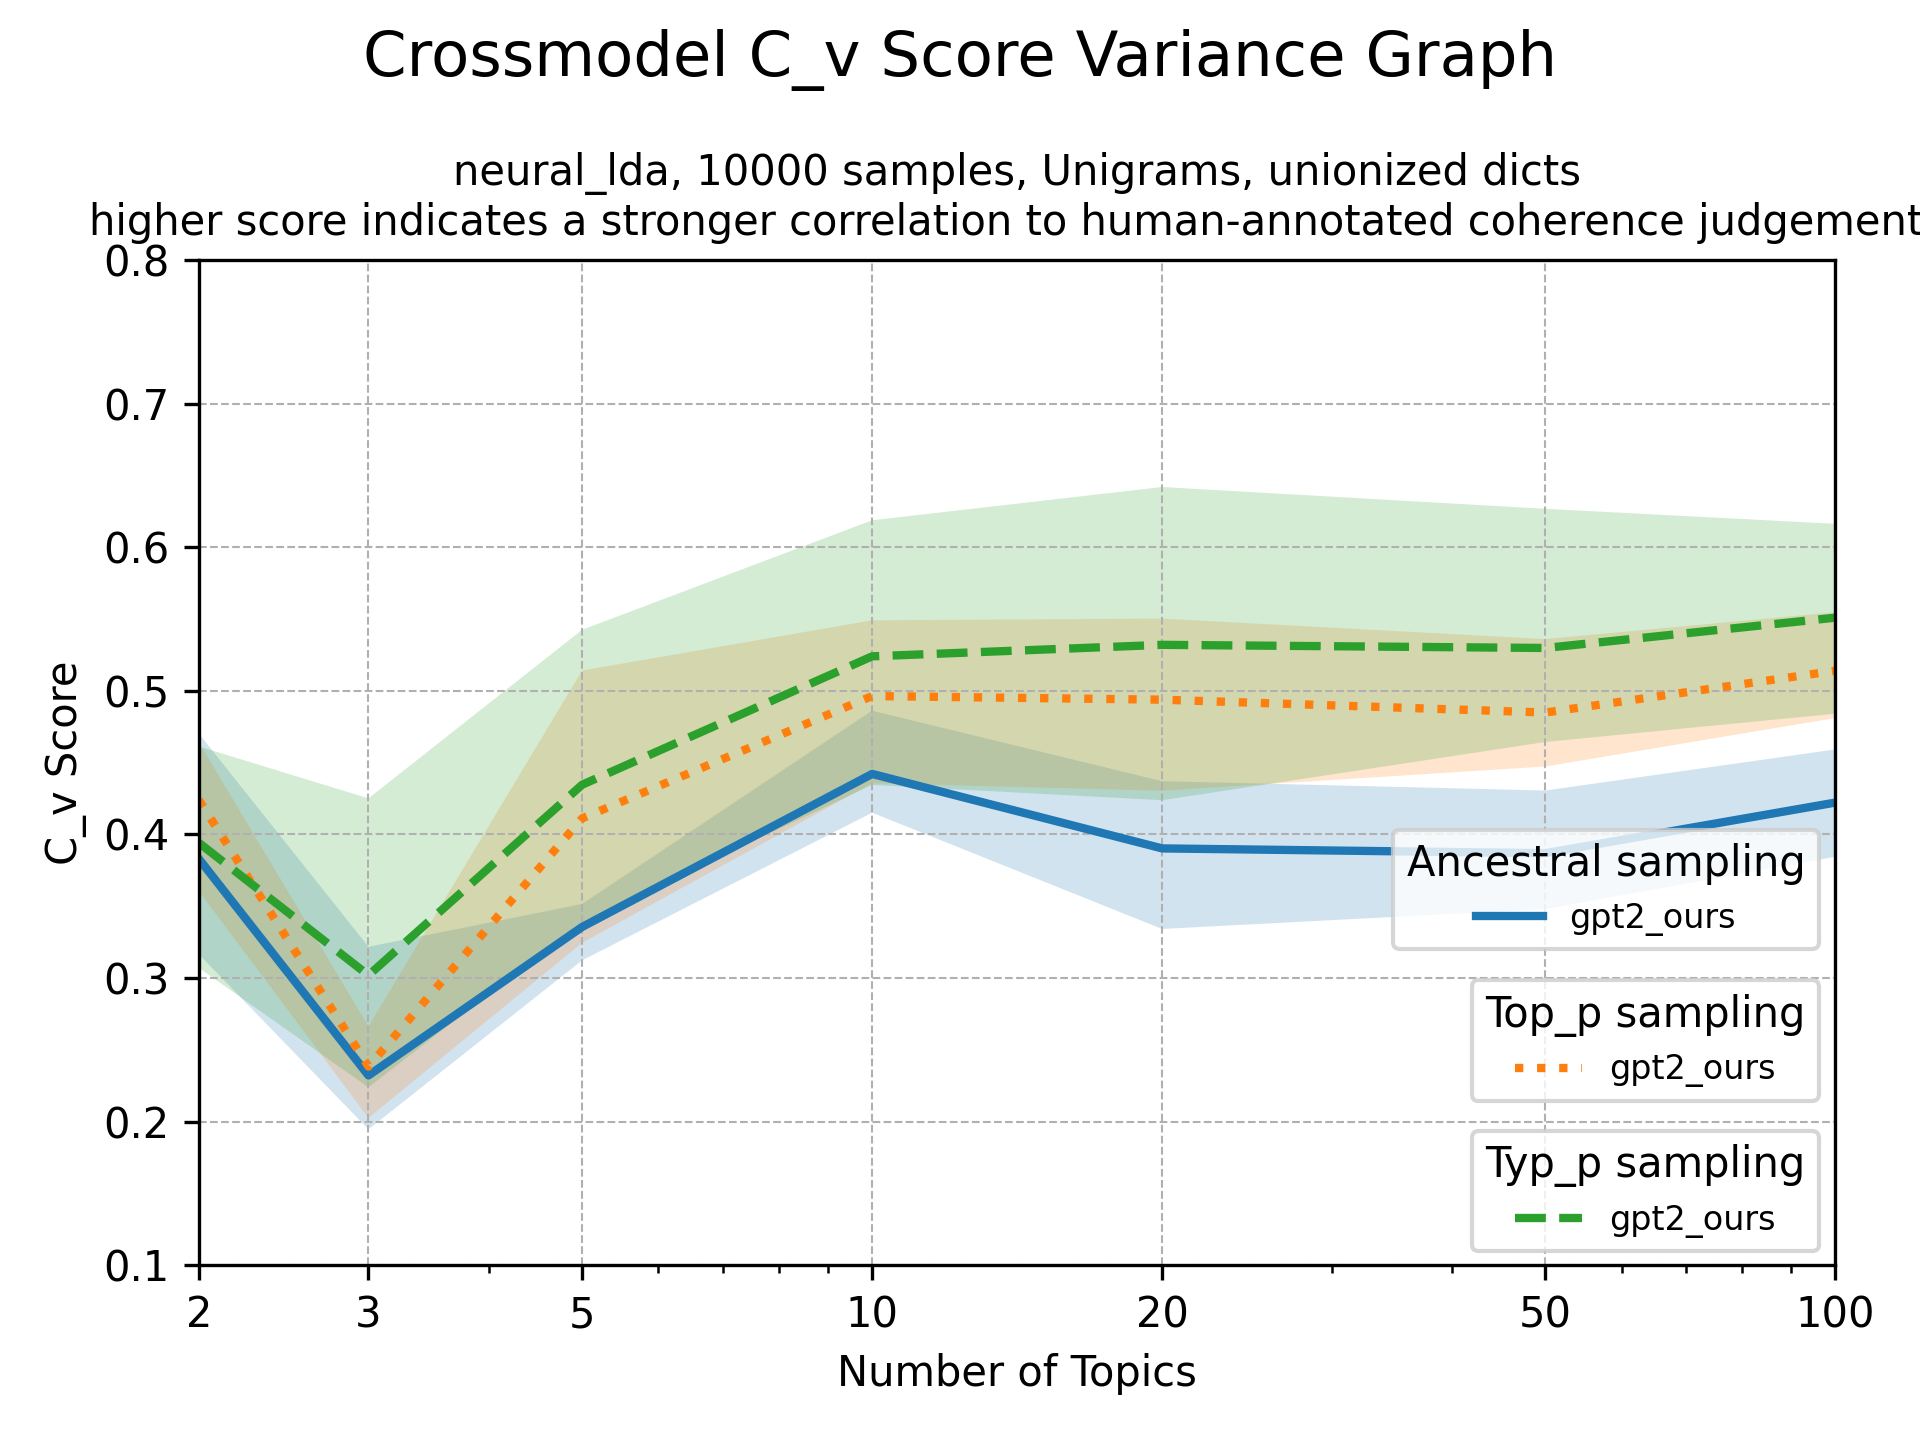 Crossmodel C_v Score Variance Graph
neural_lda, 10000 samples, Unigrams, unionized dicts
higher score indicates a stronger correlation to human-annotated coherence judgement
0.8
0.7
0.6
0.5
0.4
0.3
0.2
0.1
C_v Score
2
3
5
10
20
50
100
Number of Topics
Ancestral sampling
gpt2_ours
Top_p sampling
gpt2_ours
Typ_p sampling
gpt2_ours